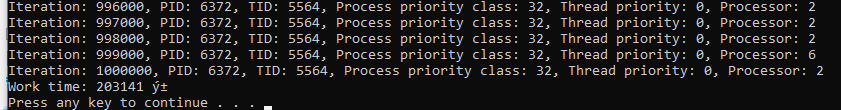 Iteration: 996000, PID: 6372, TID: 5564, Process priority class: 32, Thread priority: 0, Processor: 2
Iteration: 997000, PID: 6372, TID: 5564, Process priority class: 32, Thread priority: 0, Processor: 2
Iteration: 998000, PID: 6372, TID: 5564, Process priority class: 32, Thread priority: 0, Processor: 2
Iteration: 999000, PID: 6372, TID: 5564, Process priority class: 32, Thread priority: 0, Processor: 6
Iteration: 1000000, PID: 6372, TID: 5564, Process priority class: 32, Thread priority: 0, Processor: 2
Work time: 203141 ý±
Press any key to continue . . .